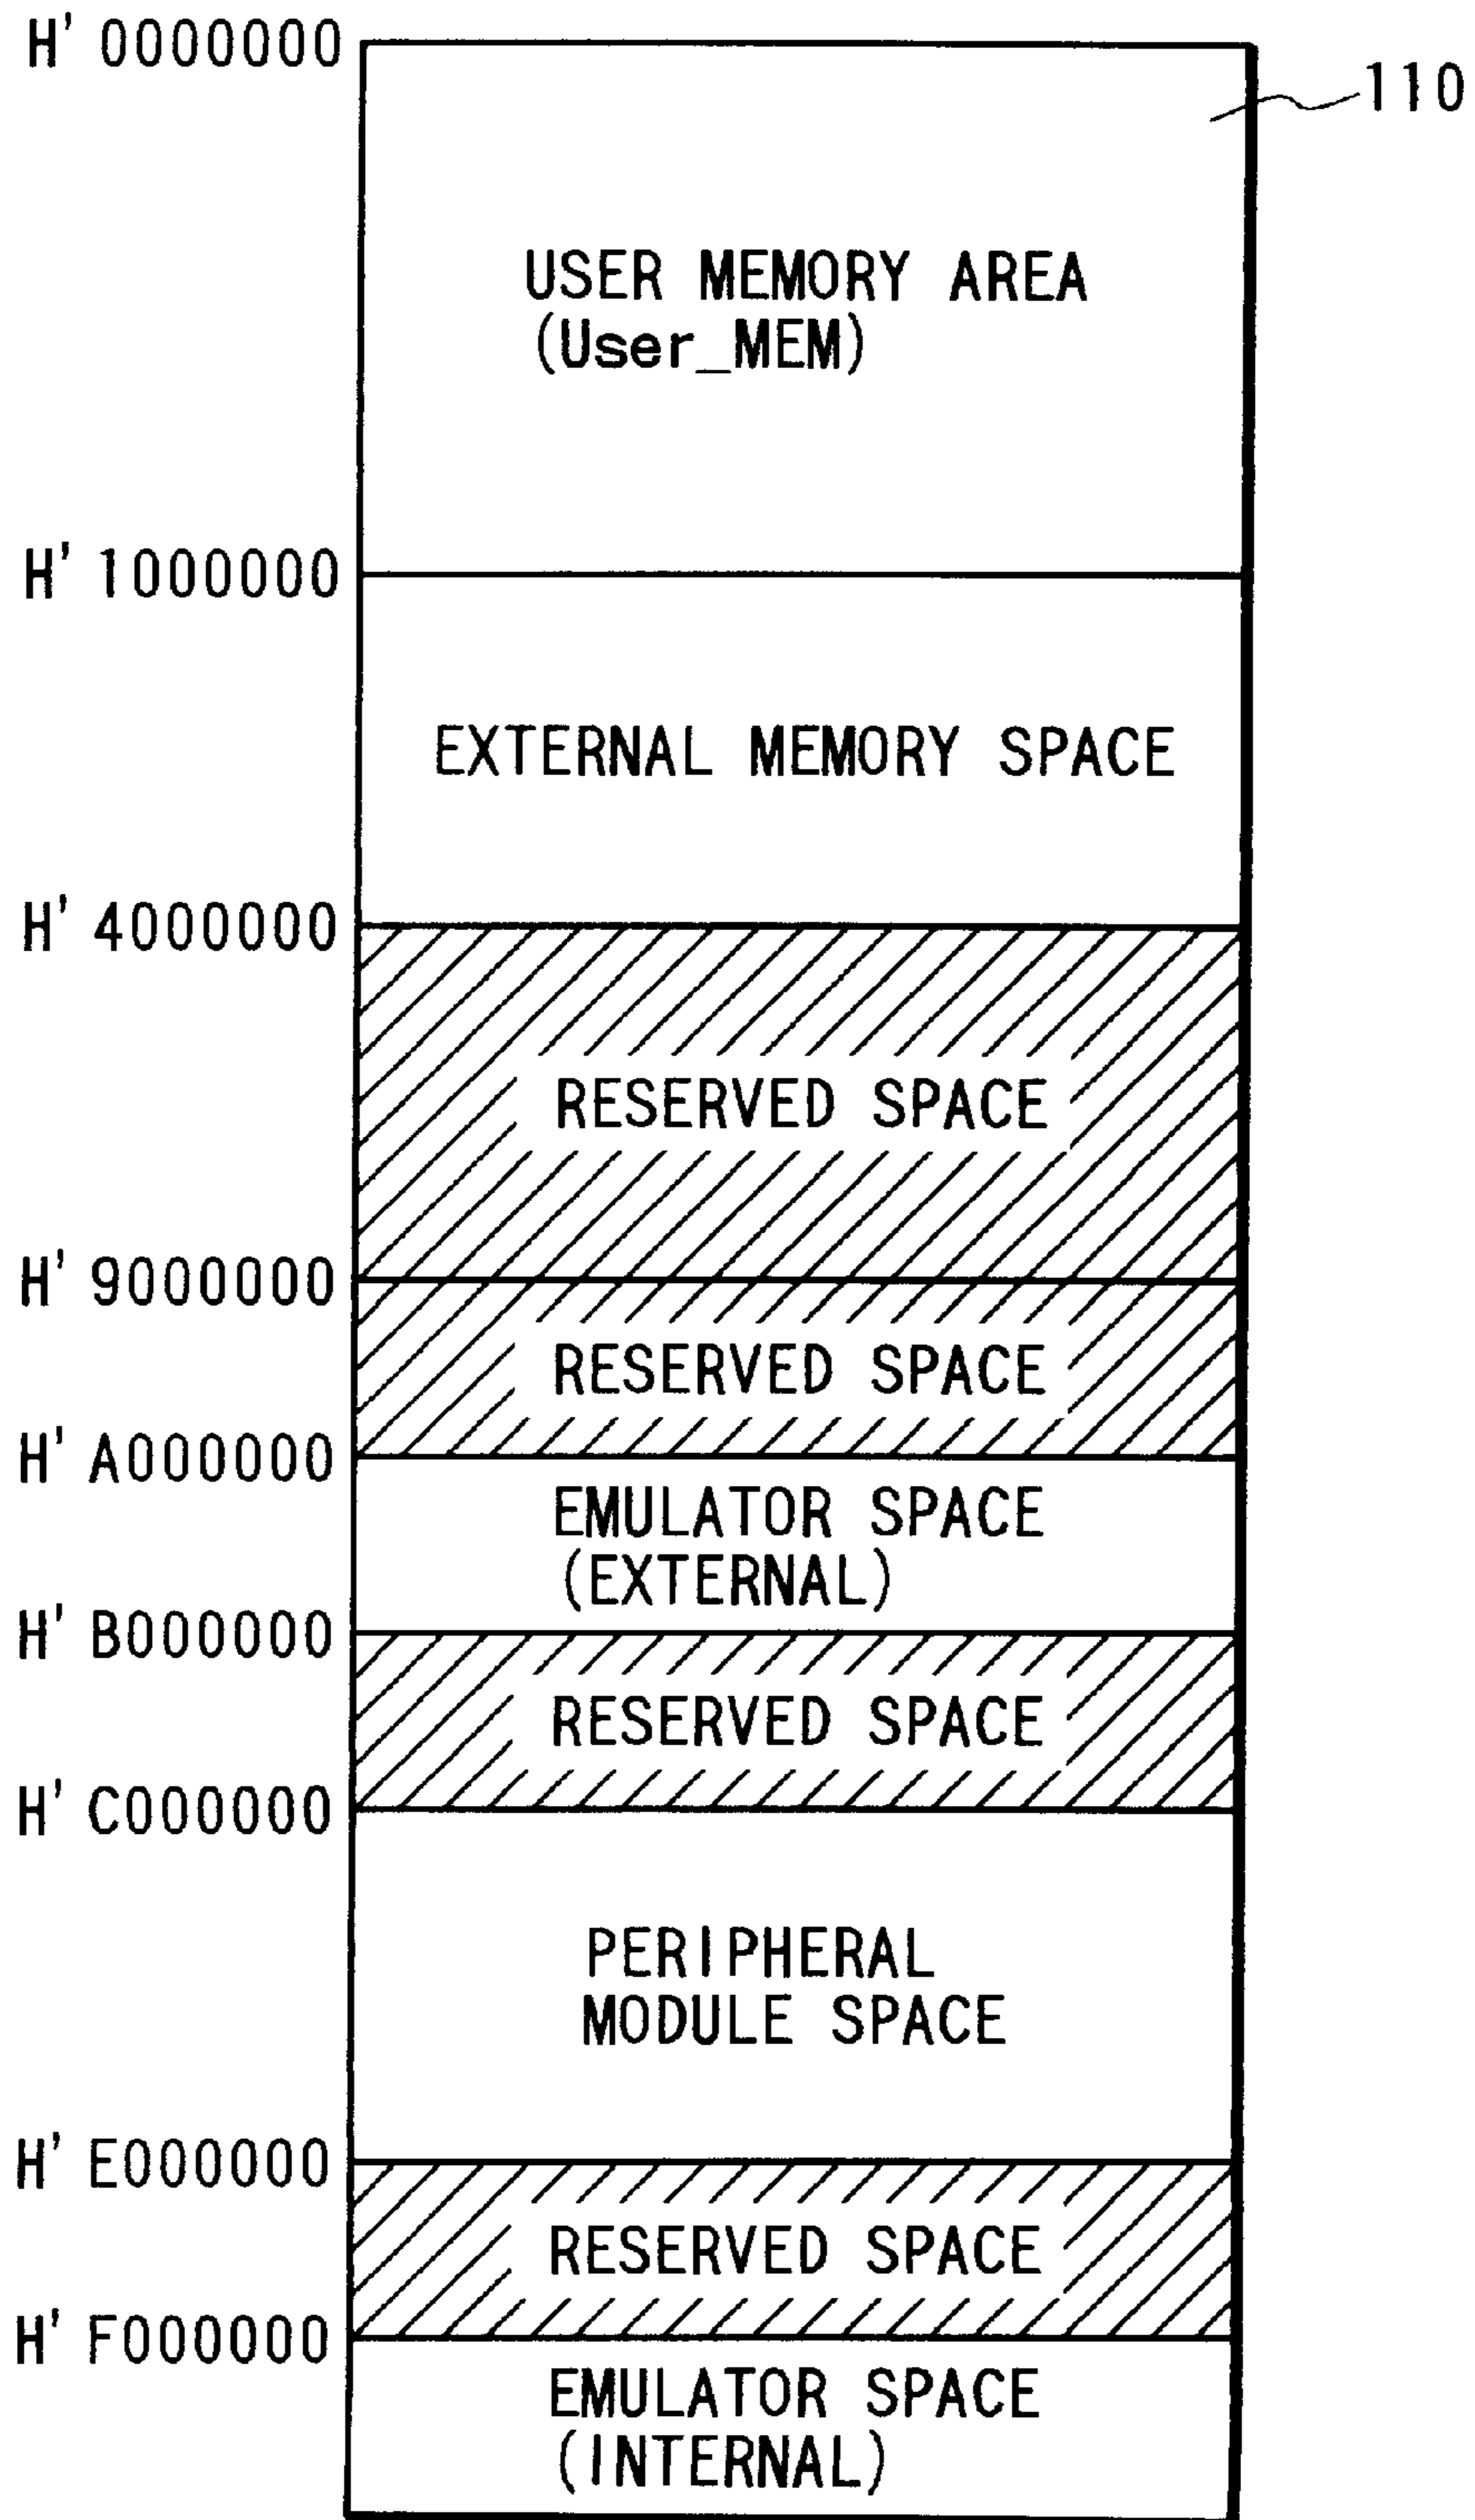 H' 0000000
110
USER MEMORY AREA
(User_MEM)
H' 1000000
EXTERNAL MEMORY SPACE
H' 4000000
RESERVED SPACE
H' 9000000
RESERVED SPACE
H' A000000
EMULATOR SPACE
(EXTERNAL)
H' B000000
RESERVED SPACE
H' C000000
PERIPHERAL
MODULE SPACE
H' E000000
RESERVED SPACE
H' F000000
EMULATOR SPACE
(INTERNAL)